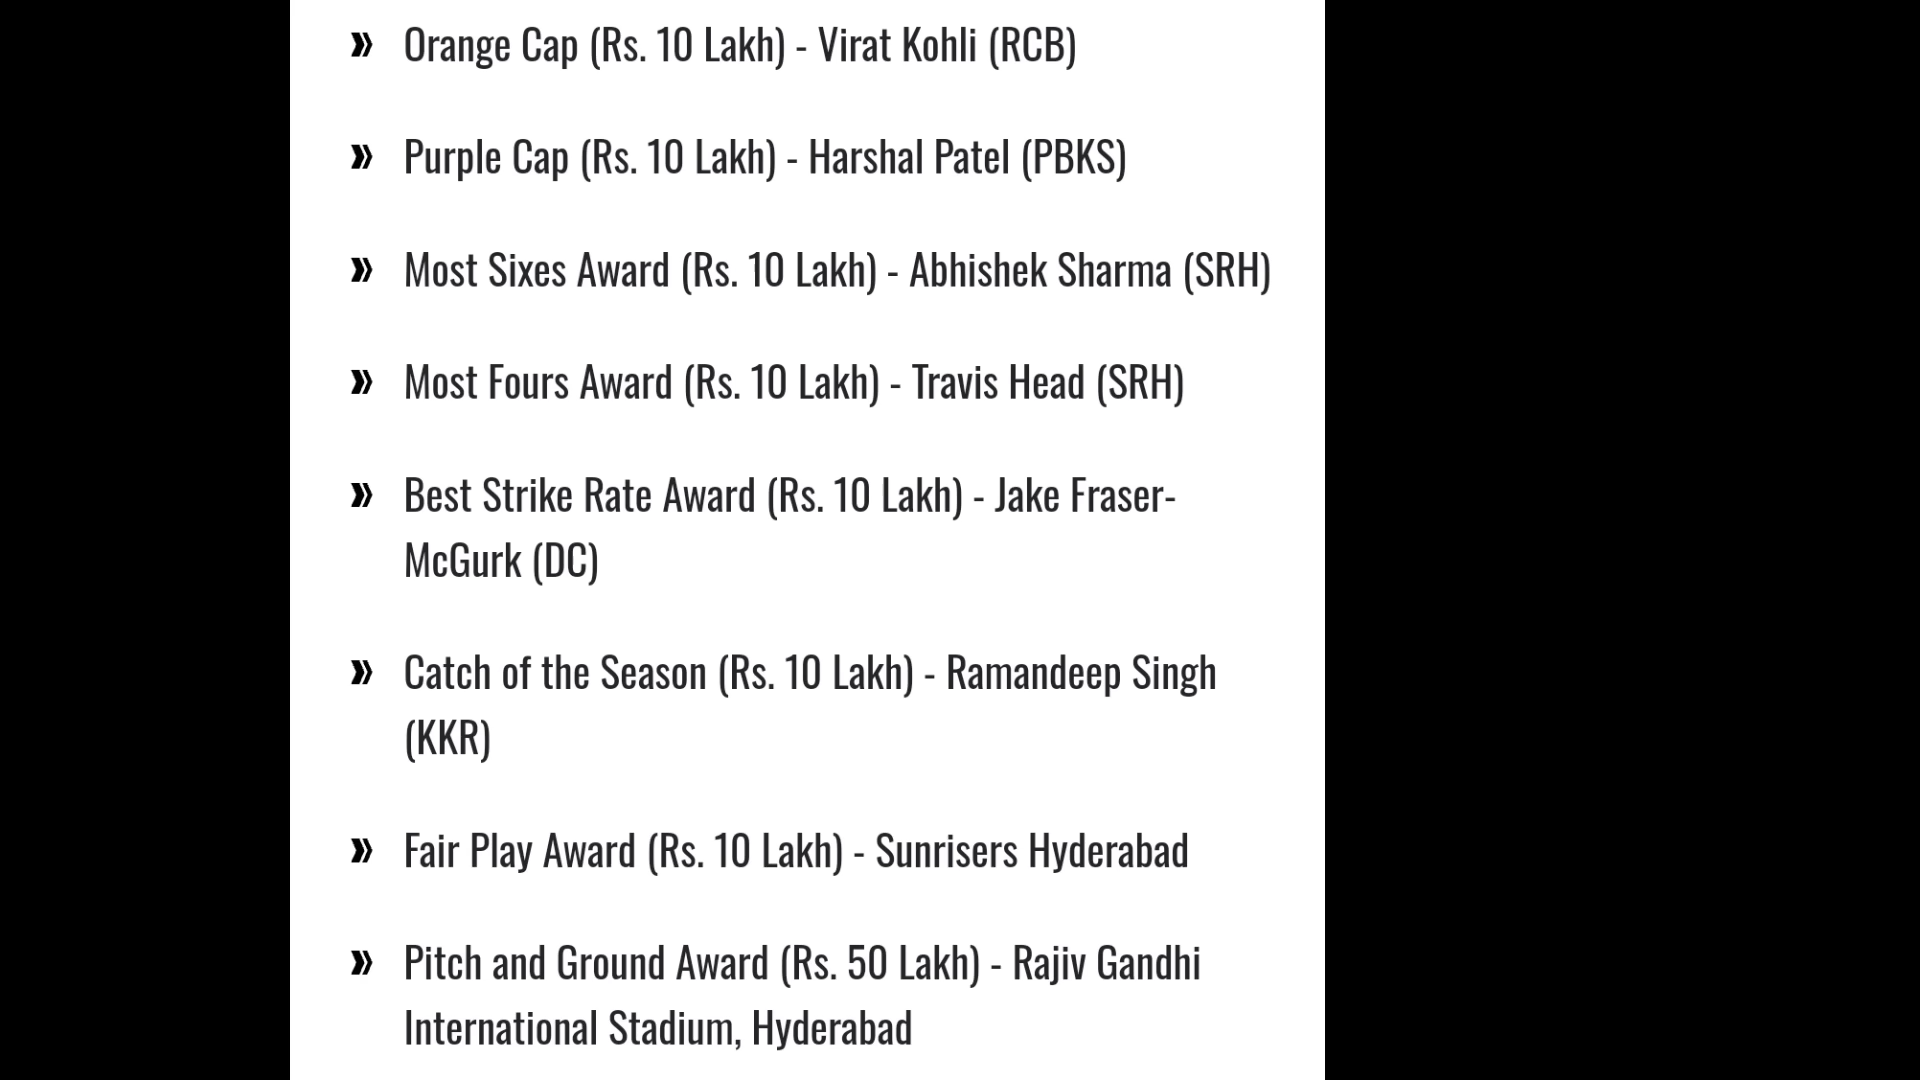 » Orange Cap (Rs. 10 Lakh) - Virat Kohli (RCB)
» Purple Cap (Rs. 10 Lakh) - Harshal Patel (PBKS)
» Most Sixes Award (Rs. 10 Lakh) - Abhishek Sharma (SRH)
» Most Fours Award (Rs. 10 Lakh) - Travis Head (SRH)
» Best Strike Rate Award (Rs. 10 Lakh) - Jake Fraser-
McGurk (DC)
» Catch of the Season (Rs. 10 Lakh) - Ramandeep Singh
(KKR)
» Fair Play Award (Rs. 10 Lakh) - Sunrisers Hyderabad
» Pitch and Ground Award (Rs. 50 Lakh) - Rajiv Gandhi
International Stadium, Hyderabad